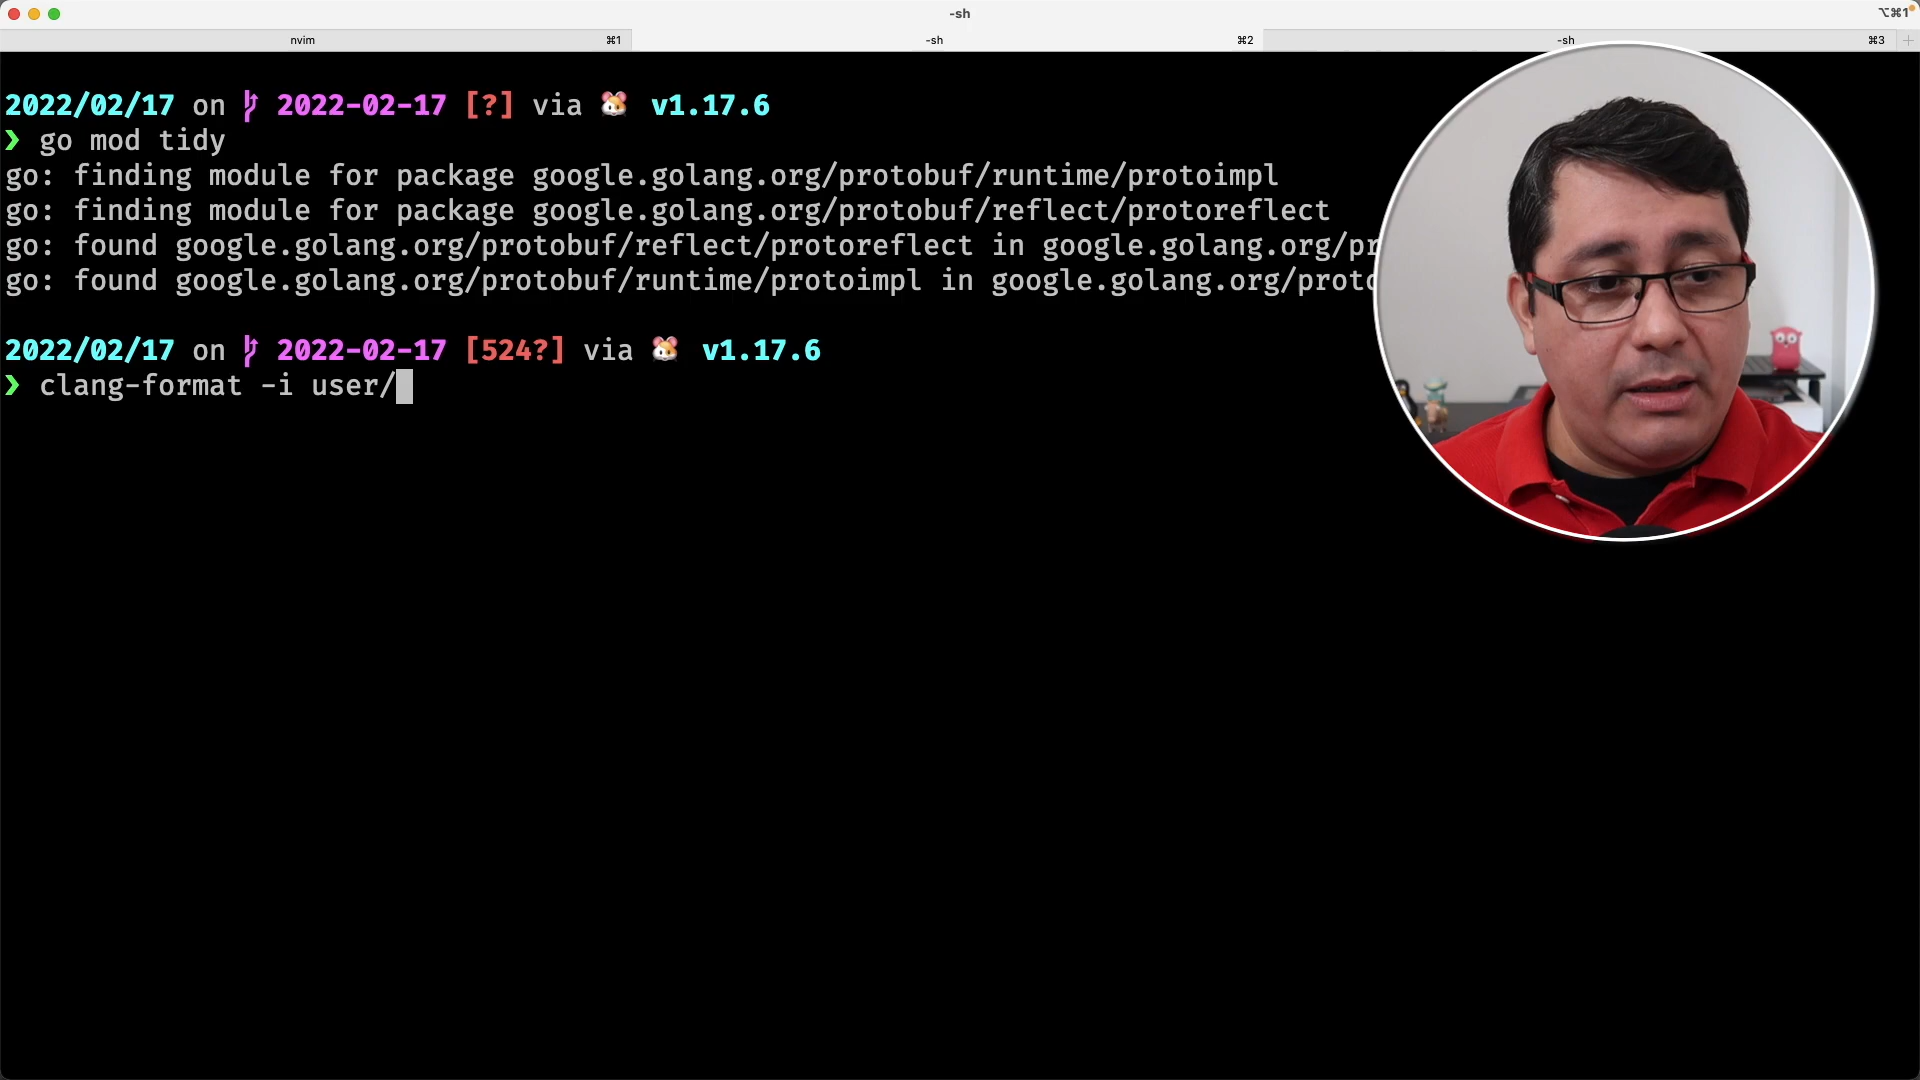 -sh
⌥⌘1
nvim ⌘1
-sh ⌘2
-sh ⌘3
2022/02/17 on 2022-02-17 [?] via 🐹 v1.17.6
❯ go mod tidy
go: finding module for package google.golang.org/protobuf/runtime/protoimpl
go: finding module for package google.golang.org/protobuf/reflect/protoreflect
go: found google.golang.org/protobuf/reflect/protoreflect in google.golang.org/pr
go: found google.golang.org/protobuf/runtime/protoimpl in google.golang.org/proto
2022/02/17 on 2022-02-17 [524?] via 🐹 v1.17.6
❯ clang-format -i user/